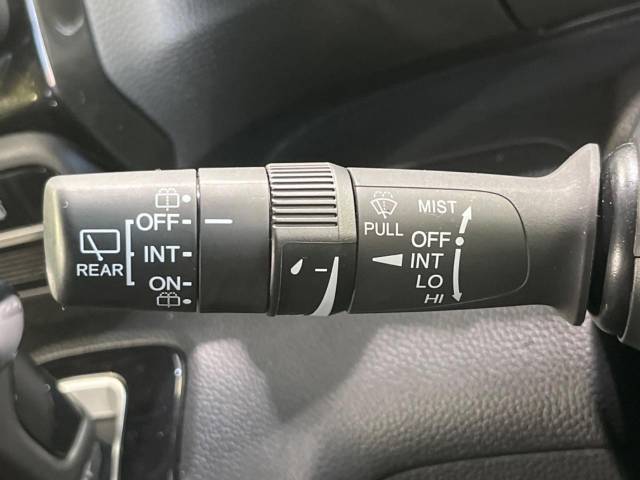 OFF
INT
ON
REAR
PULL
MIST
OFF
INT
LO
HI